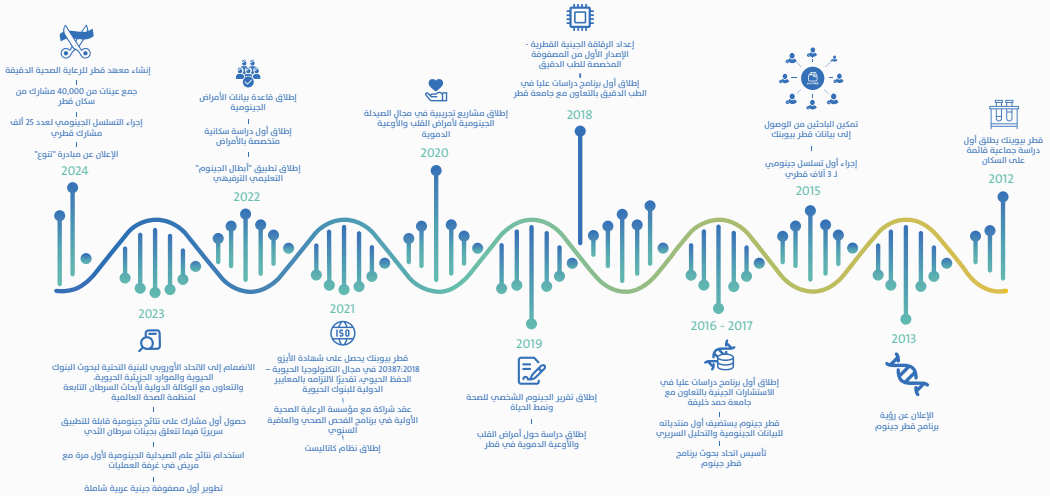 قطر بيوبنك يطلق أول
دراسة جماعية قائمة
على السكان
2012
2013
الإعلان عن رؤية
برنامج قطر جينوم
تمكين الباحثين من الوصول
إلى بيانات قطر بيوبنك
إجراء أول تسلسل جينومي
لـ 3 آلاف قطري
2015
2016 - 2017
إطلاق أول برنامج دراسات عليا في
الاستشارات الجينية بالتعاون مع
جامعة حمد خليفة
قطر جينوم يستضيف أول منتدياته
للبيانات الجينومية والتحليل السريري
تأسيس اتحاد بحوث برنامج
قطر جينوم
إعداد الرقاقة الجينية القطرية -
الإصدار الأول من المصفوفة
المخصصة للطب الدقيق
إطلاق أول برنامج دراسات عليا في
الطب الدقيق بالتعاون مع جامعة قطر
2018
2019
إطلاق تقرير الجينوم الشخصي للصحة
ونمط الحياة
إطلاق دراسة حول أمراض القلب
والأوعية الدموية في قطر
إطلاق مشاريع تجريبية في مجال الصيدلة
الجينومية لأمراض القلب والأوعية
الدموية
2020
2021
ISO
قطر بيوبنك يحصل على شهادة الأيزو
20387:2018 في مجال التكنولوجيا الحيوية –
الحفظ الحيوي، تقديرًا لالتزامه بالمعايير
الدولية للبنوك الحيوية
عقد شراكة مع مؤسسة الرعاية الصحية
الأولية في برنامج الفحص الصحي والعافية
السنوي
إطلاق نظام كاتاليست
إطلاق قاعدة بيانات الأمراض
الجينومية
إطلاق أول دراسة سكانية
متخصصة بالأمراض
إطلاق تطبيق "أبطال الجينوم"
التعليمي الترفيهي
2022
2023
الانضمام إلى الاتحاد الأوروبي للبنية التحتية لبحوث البنوك
الحيوية والموارد الجزيئية الحيوية،
والتعاون مع الوكالة الدولية لأبحاث السرطان التابعة
لمنظمة الصحة العالمية
حصول أول مشارك على نتائج جينومية قابلة للتطبيق
سريريًا فيما تتعلق بجينات سرطان الثدي
استخدام نتائج علم الصيدلية الجينومية لأول مرة مع
مريض في غرفة العمليات
تطوير أول مصفوفة جينية عربية شاملة
إنشاء معهد قطر للرعاية الصحية الدقيقة
جمع عينات من 40,000 مشارك من
سكان قطر
إجراء التسلسل الجينومي لعدد 25 ألف
مشارك قطري
الإعلان عن مبادرة "تنوع"
2024